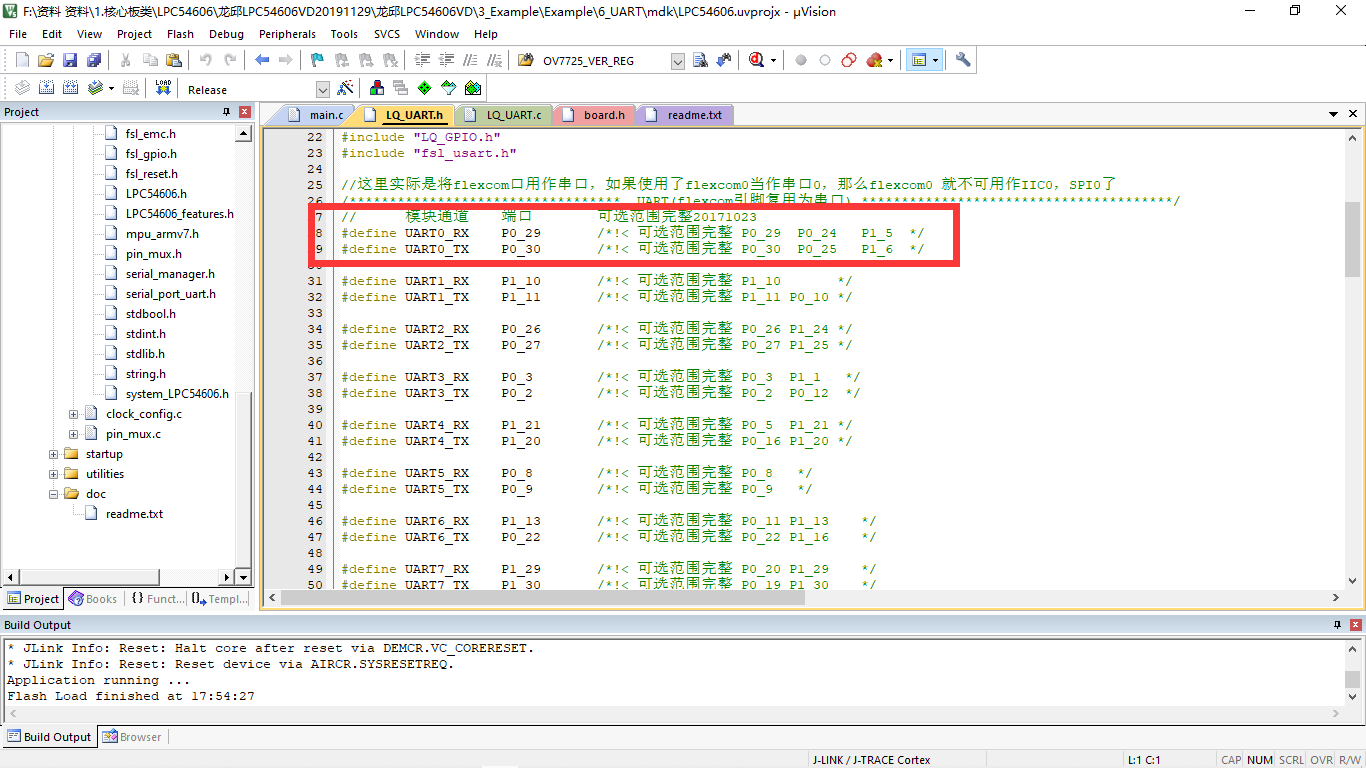 F:\资料 资料\1.核心板类\LPC54606\龙邱LPC54606VD20191129\龙邱LPC54606VD\3_Example\Example\6_UART\mdk\LPC54606.uvprojx - µVision
File Edit View Project Flash Debug Peripherals Tools SVCS Window Help
OV7725_VER_REG
LOAD Release
Project
main.c LQ_UART.h LQ_UART.c board.h readme.txt
fsl_emc.h
fsl_gpio.h
fsl_reset.h
LPC54606.h
LPC54606_features.h
mpu_armv7.h
pin_mux.h
serial_manager.h
serial_port_uart.h
stdbool.h
stdint.h
stdlib.h
string.h
system_LPC54606.h
clock_config.c
pin_mux.c
startup
utilities
doc
readme.txt
Project Books {} Funct... Templ...
22 #include "LQ_GPIO.h"
23 #include "fsl_usart.h"
24
25 //这里实际是将flexcom口用作串口，如果使用了flexcom0当作串口0，那么flexcom0 就不可用作IIC0，SPI0了
26 /********************************** UART(flexcom引脚复用为串口) ***************************************/
7 // 模块通道 端口 可选范围完整20171023
8 #define UART0_RX P0_29 /*!< 可选范围完整 P0_29 P0_24 P1_5 */
9 #define UART0_TX P0_30 /*!< 可选范围完整 P0_30 P0_25 P1_6 */
31 #define UART1_RX P1_10 /*!< 可选范围完整 P1_10 */
32 #define UART1_TX P1_11 /*!< 可选范围完整 P1_11 P0_10 */
33
34 #define UART2_RX P0_26 /*!< 可选范围完整 P0_26 P1_24 */
35 #define UART2_TX P0_27 /*!< 可选范围完整 P0_27 P1_25 */
36
37 #define UART3_RX P0_3 /*!< 可选范围完整 P0_3 P1_1 */
38 #define UART3_TX P0_2 /*!< 可选范围完整 P0_2 P0_12 */
39
40 #define UART4_RX P1_21 /*!< 可选范围完整 P0_5 P1_21 */
41 #define UART4_TX P1_20 /*!< 可选范围完整 P0_16 P1_20 */
42
43 #define UART5_RX P0_8 /*!< 可选范围完整 P0_8 */
44 #define UART5_TX P0_9 /*!< 可选范围完整 P0_9 */
45
46 #define UART6_RX P1_13 /*!< 可选范围完整 P0_11 P1_13 */
47 #define UART6_TX P0_22 /*!< 可选范围完整 P0_22 P1_16 */
48
49 #define UART7_RX P1_29 /*!< 可选范围完整 P0_20 P1_29 */
50 #define UART7_TX P1_30 /*!< 可选范围完整 P0_19 P1_30 */
Build Output
* JLink Info: Reset: Halt core after reset via DEMCR.VC_CORERESET.
* JLink Info: Reset: Reset device via AIRCR.SYSRESETREQ.
Application running ...
Flash Load finished at 17:54:27
Build Output Browser
J-LINK / J-TRACE Cortex L:1 C:1 CAP NUM SCRL OVR R/W